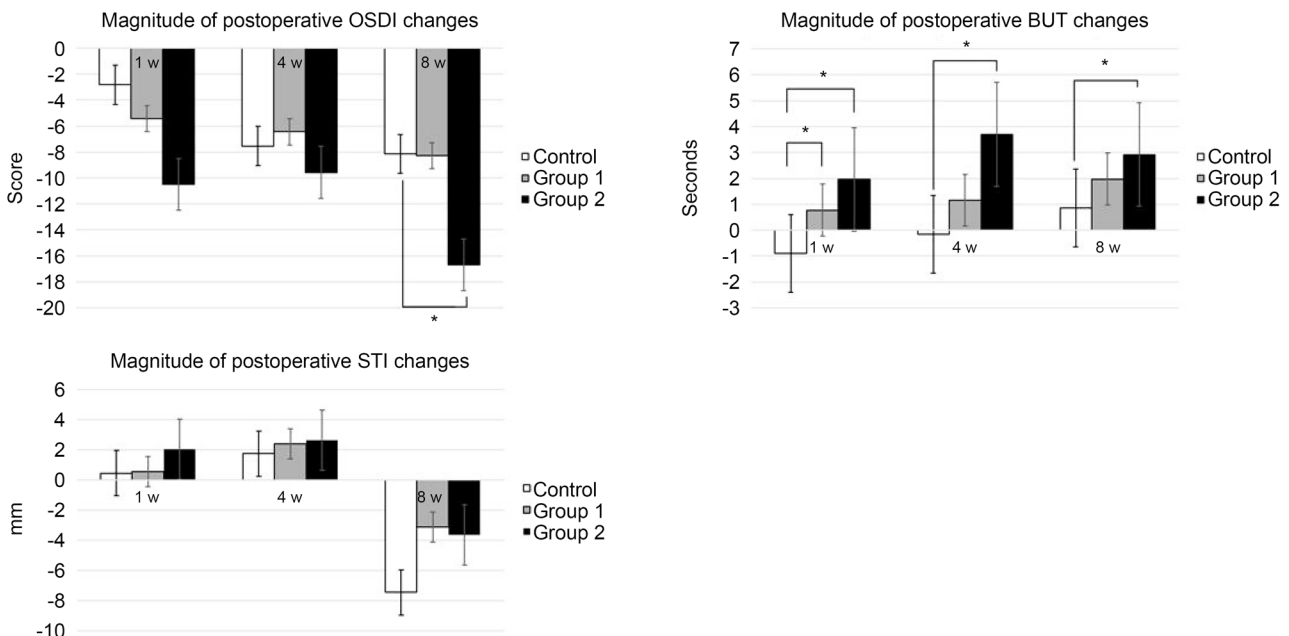 Magnitude of postoperative OSDI changes
0
-2
-4
-6
-8
-10
-12
-14
-16
-18
-20
Score
1 w
4 w
8 w
*
Control
Group 1
Group 2
Magnitude of postoperative BUT changes
7
6
5
4
3
2
1
0
-1
-2
-3
Seconds
*
*
*
*
1 w
4 w
8 w
Control
Group 1
Group 2
Magnitude of postoperative STI changes
6
4
2
0
-2
-4
-6
-8
-10
mm
1 w
4 w
8 w
Control
Group 1
Group 2